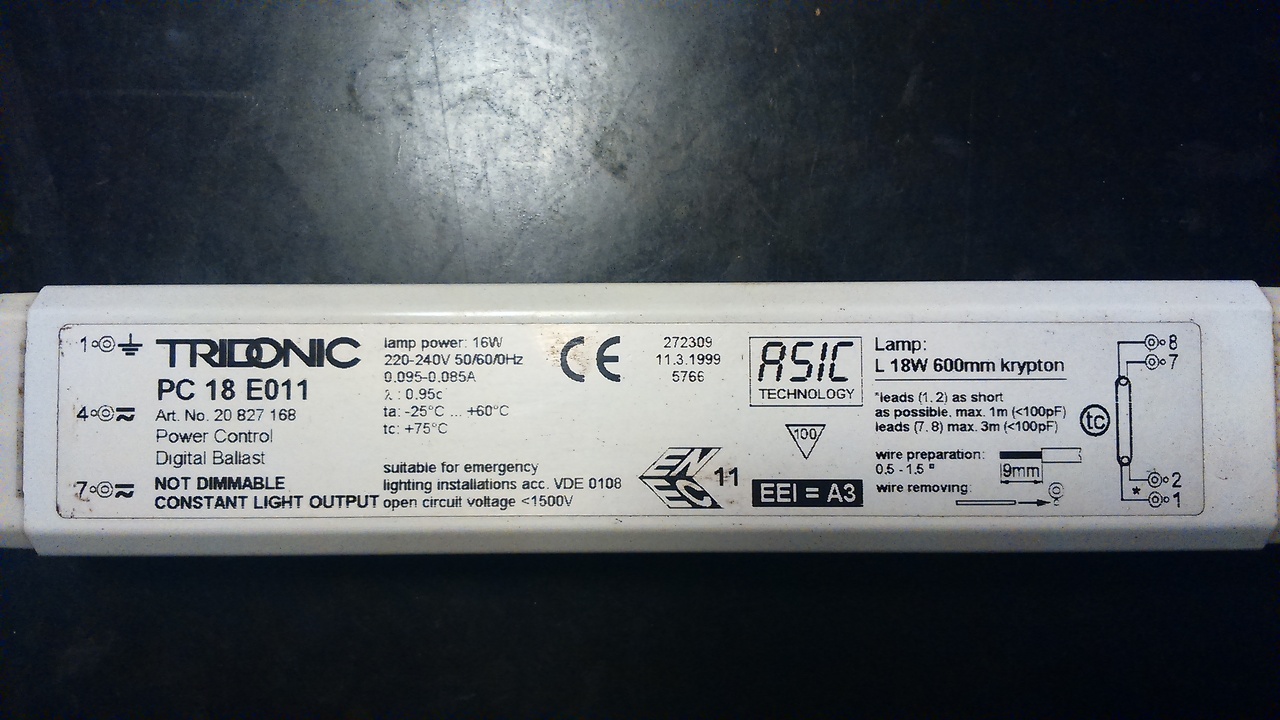 1
4
7
TRIDONIC
PC 18 E011
Art. No. 20 827 168
Power Control
Digital Ballast
NOT DIMMABLE
CONSTANT LIGHT OUTPUT
lamp power: 16W
220-240V 50/60/0Hz
0.095-0.085A
λ : 0.95c
ta: -25°C ... +60°C
tc: +75°C
suitable for emergency
lighting installations acc. VDE 0108
open circuit voltage <1500V
CE
272309
11.3.1999
5766
ENEC 11
ASIC
TECHNOLOGY
100
EEI = A3
Lamp:
L 18W 600mm krypton
*leads (1, 2) as short
as possible, max. 1m (<100pF)
leads (7, 8) max. 3m (<100pF)
wire preparation:
0.5 - 1.5
9mm
wire removing:
tc
8
7
*
2
1